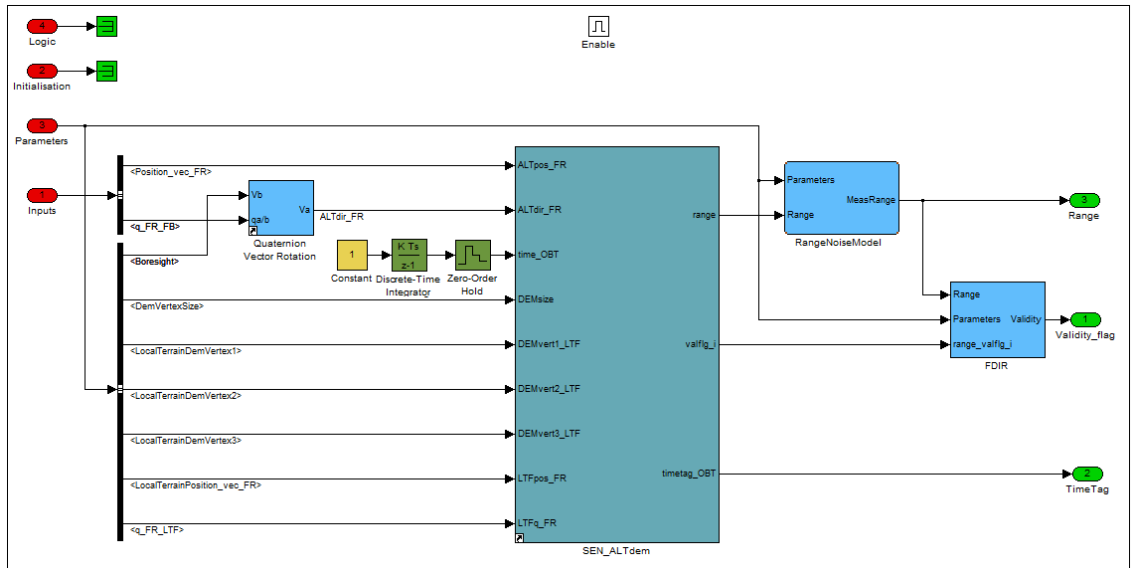 4
Logic
Enable
2
Initialisation
3
Parameters
<Position_vec_FR>
ALTpos_FR
Parameters
1
Inputs
Vb
Va
qa/b
ALTdir_FR
ALTdir_FR
range
Range
MeasRange
3
Range
<q_FR_FB>
Quaternion
Vector Rotation
RangeNoiseModel
<Boresight>
1
K Ts
z-1
time_OBT
Constant
Discrete-Time
Integrator
Zero-Order
Hold
<DemVertexSize>
DEMsize
Range
Parameters
Validity
1
Validity_flag
range_valflg_i
FDIR
<LocalTerrainDemVertex1>
DEMvert1_LTF
valflg_i
<LocalTerrainDemVertex2>
DEMvert2_LTF
<LocalTerrainDemVertex3>
DEMvert3_LTF
<LocalTerrainPosition_vec_FR>
LTFpos_FR
timetag_OBT
2
TimeTag
<q_FR_LTF>
LTFq_FR
SEN_ALTdem